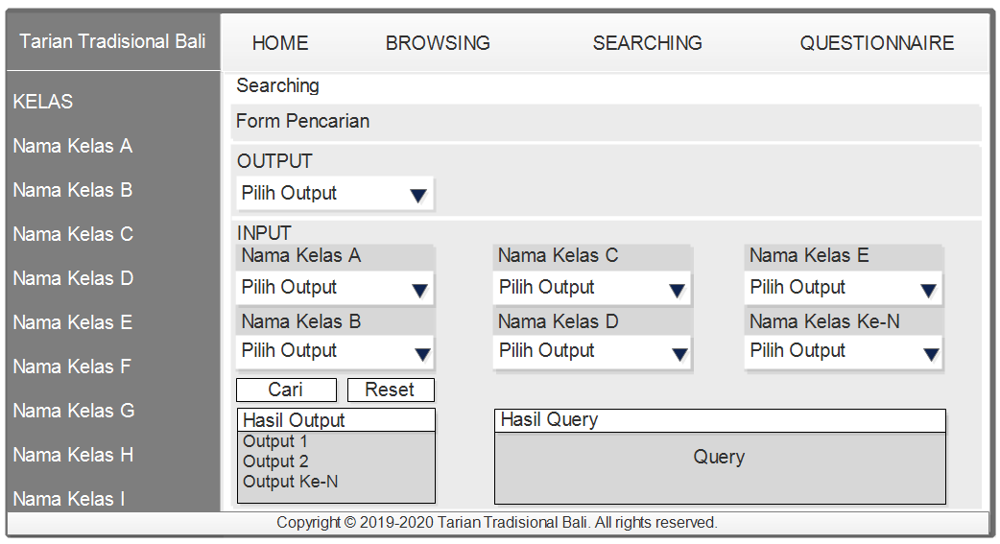 Tarian Tradisional Bali
HOME
BROWSING
SEARCHING
QUESTIONNAIRE
KELAS
Nama Kelas A
Nama Kelas B
Nama Kelas C
Nama Kelas D
Nama Kelas E
Nama Kelas F
Nama Kelas G
Nama Kelas H
Nama Kelas I
Searching
Form Pencarian
OUTPUT
Pilih Output
INPUT
Nama Kelas A
Nama Kelas C
Nama Kelas E
Pilih Output
Pilih Output
Pilih Output
Nama Kelas B
Nama Kelas D
Nama Kelas Ke-N
Pilih Output
Pilih Output
Pilih Output
Cari
Reset
Hasil Output
Output 1
Output 2
Output Ke-N
Hasil Query
Query
Copyright © 2019-2020 Tarian Tradisional Bali. All rights reserved.